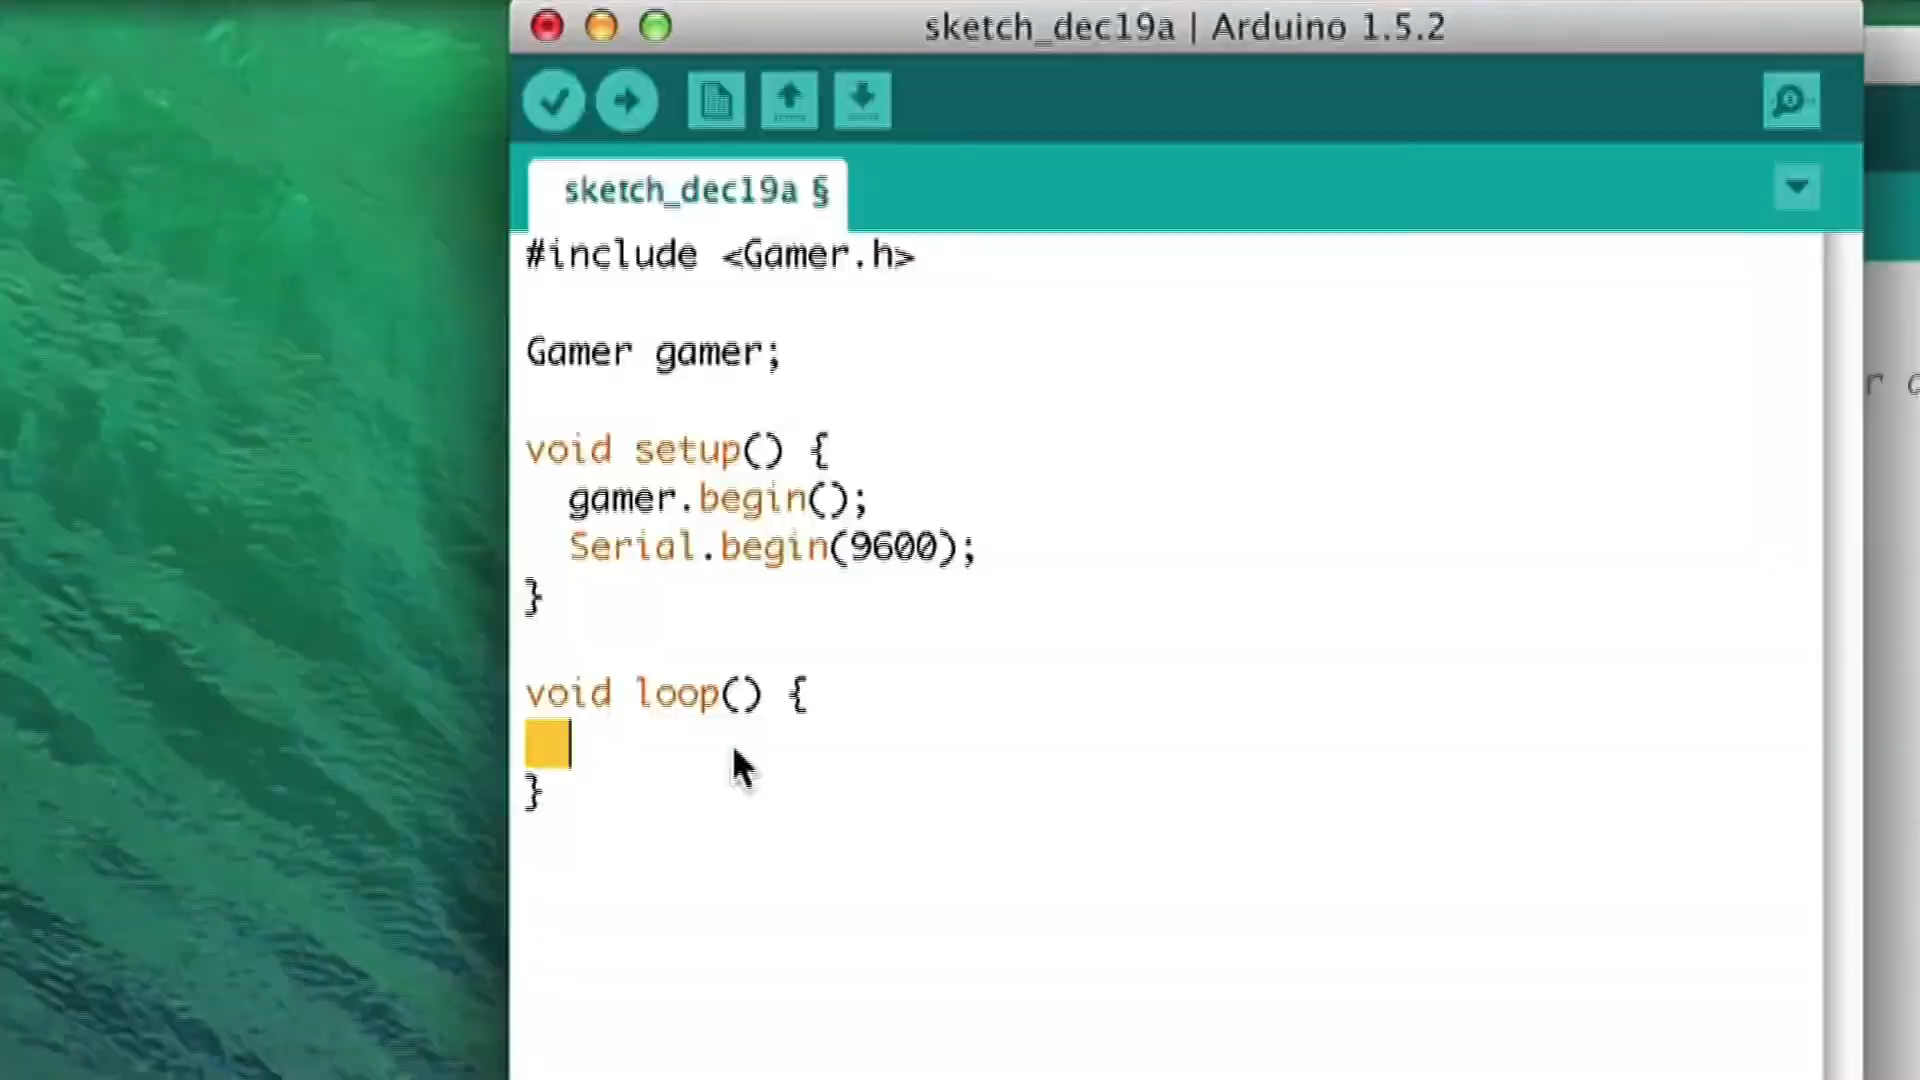 sketch_dec19a | Arduino 1.5.2
sketch_dec19a §
#include <Gamer.h>
Gamer gamer;
void setup() {
gamer.begin();
Serial.begin(9600);
}
void loop() {
}